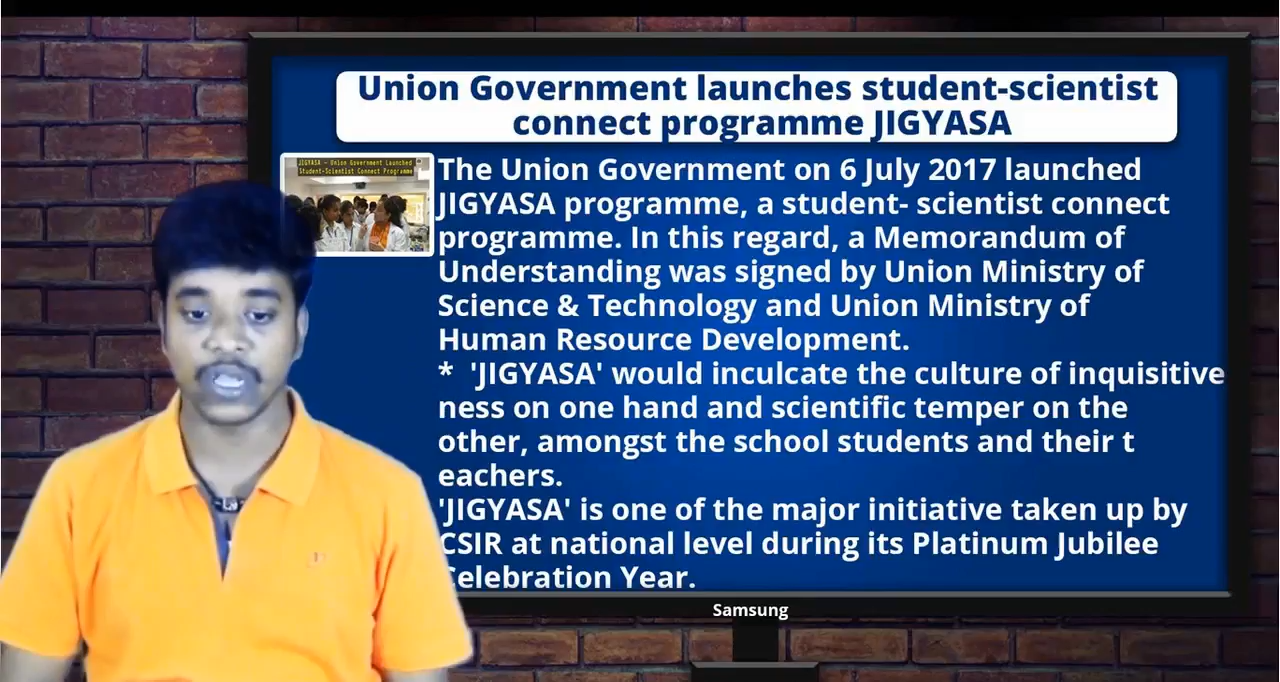 Union Government launches student-scientist
connect programme JIGYASA
JIGYASA - Union Government Launched
Student-Scientist Connect Programme
The Union Government on 6 July 2017 launched
JIGYASA programme, a student- scientist connect
programme. In this regard, a Memorandum of
Understanding was signed by Union Ministry of
Science & Technology and Union Ministry of
Human Resource Development.
* 'JIGYASA' would inculcate the culture of inquisitive
ness on one hand and scientific temper on the
other, amongst the school students and their t
eachers.
'JIGYASA' is one of the major initiative taken up by
CSIR at national level during its Platinum Jubilee
Celebration Year.
Samsung